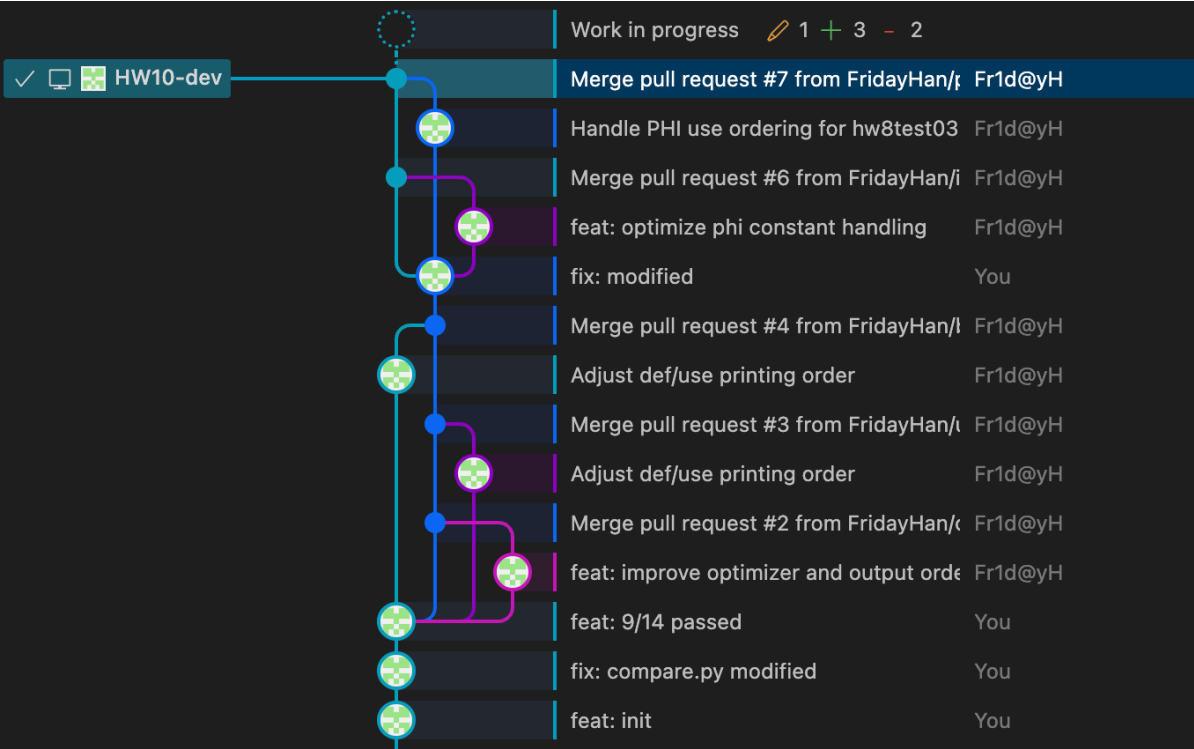 Work in progress 1 + 3 - 2
HW10-dev Merge pull request #7 from FridayHan/ Fr1d@yH
Handle PHI use ordering for hw8test03 Fr1d@yH
Merge pull request #6 from FridayHan/i Fr1d@yH
feat: optimize phi constant handling Fr1d@yH
fix: modified You
Merge pull request #4 from FridayHan/ Fr1d@yH
Adjust def/use printing order Fr1d@yH
Merge pull request #3 from FridayHan/ Fr1d@yH
Adjust def/use printing order Fr1d@yH
Merge pull request #2 from FridayHan/ Fr1d@yH
feat: improve optimizer and output orde Fr1d@yH
feat: 9/14 passed You
fix: compare.py modified You
feat: init You